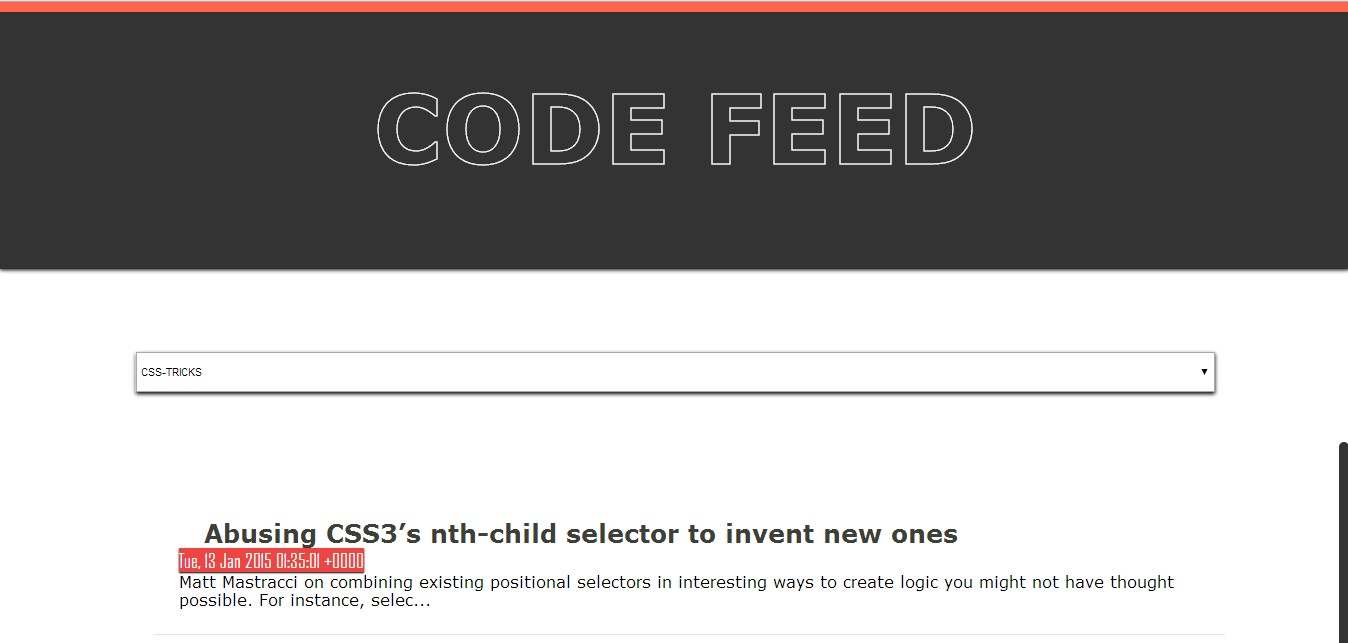 CODE FEED
CSS-TRICKS
Abusing CSS3’s nth-child selector to invent new ones
Tue, 13 Jan 2015 01:35:01 +0000
Matt Mastracci on combining existing positional selectors in interesting ways to create logic you might not have thought
possible. For instance, selec...